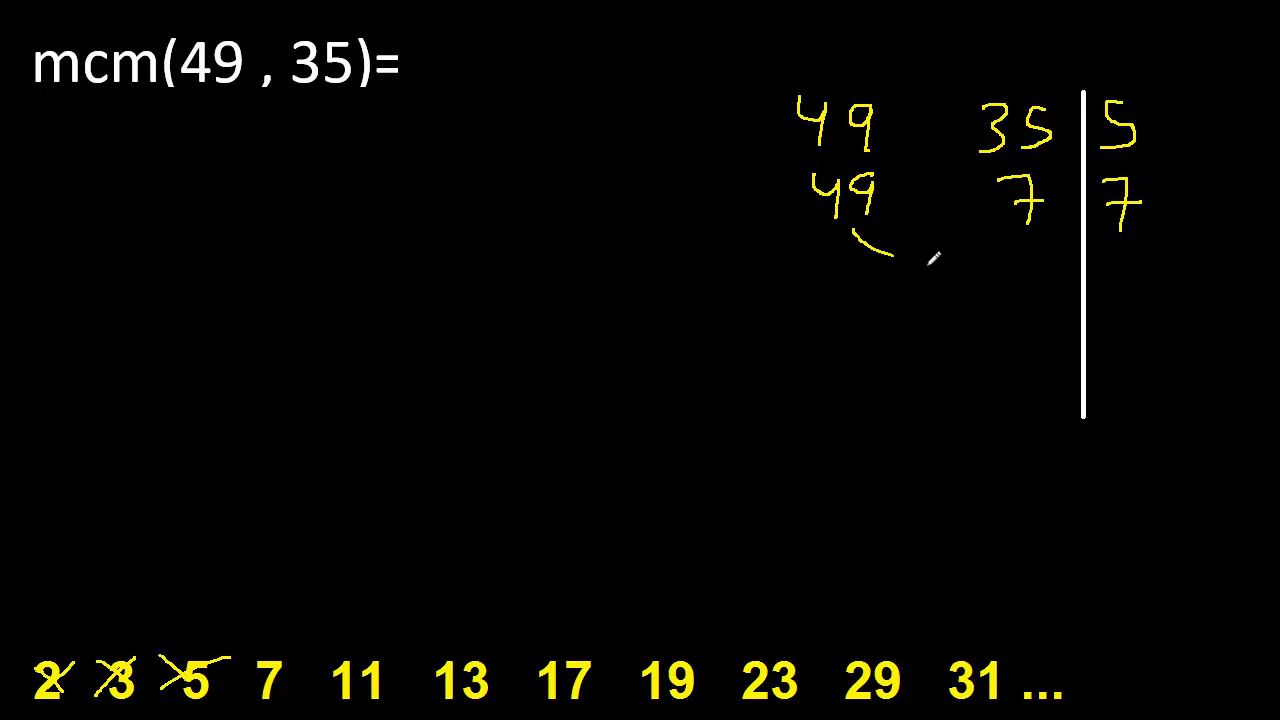 mcm(49 , 35)=
49 35 5
49 7 7
2 3 5 7 11 13 17 19 23 29 31 ...